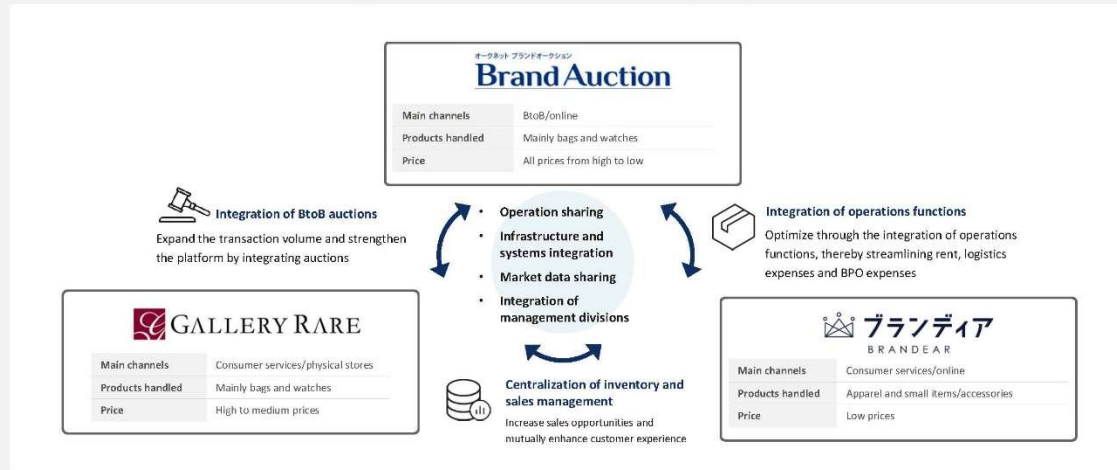 オークネット ブランドオークション
Brand Auction
Main channels BtoB/online
Products handled Mainly bags and watches
Price All prices from high to low
Integration of BtoB auctions
Expand the transaction volume and strengthen
the platform by integrating auctions
• Operation sharing
• Infrastructure and
systems integration
• Market data sharing
• Integration of
management divisions
Integration of operations functions
Optimize through the integration of operations
functions, thereby streamlining rent, logistics
expenses and BPO expenses
GALLERY RARE
Main channels Consumer services/physical stores
Products handled Mainly bags and watches
Price High to medium prices
Centralization of inventory and
sales management
Increase sales opportunities and
mutually enhance customer experience
ブランディア
BRANDEAR
Main channels Consumer services/online
Products handled Apparel and small items/accessories
Price Low prices